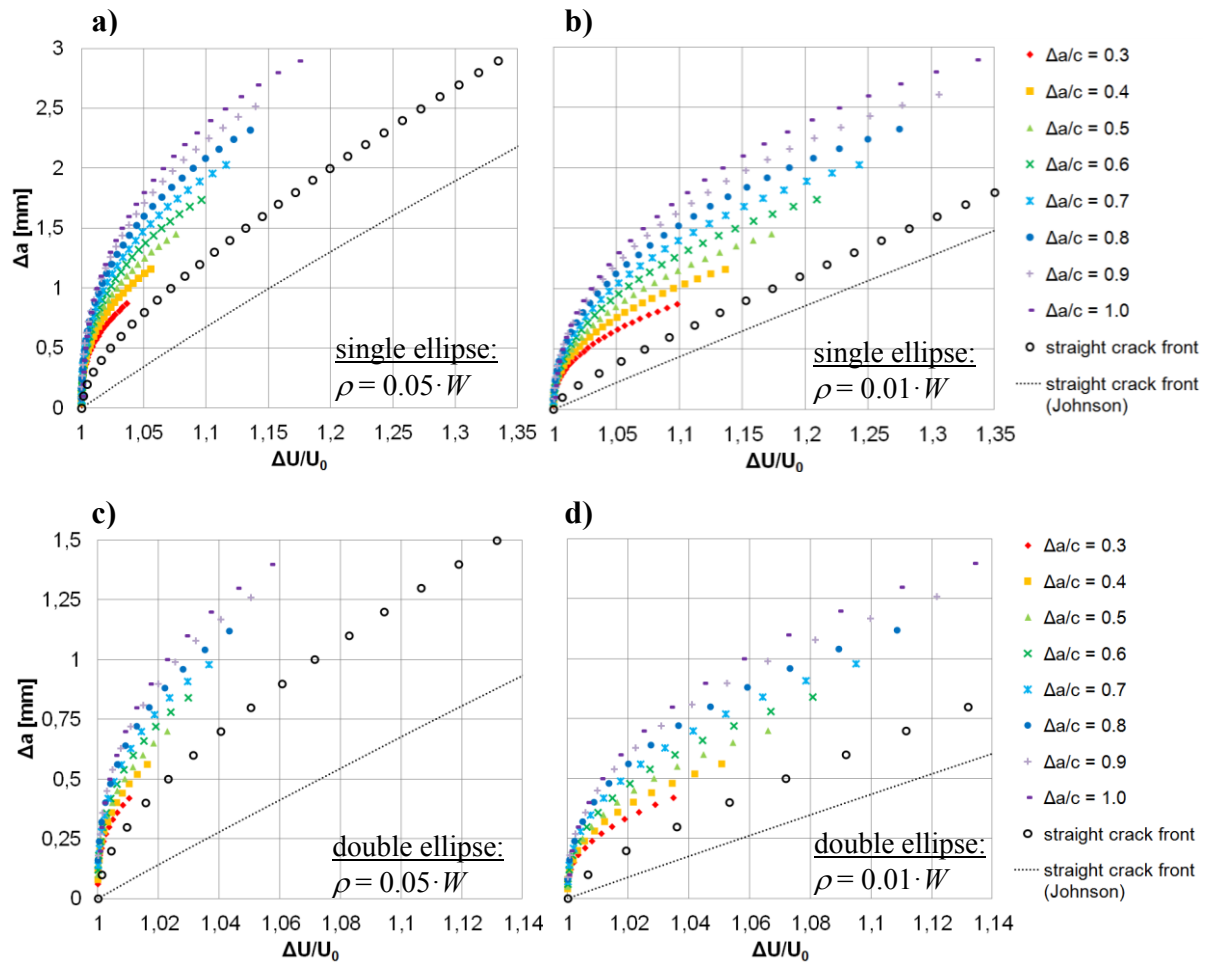 a)
b)
3
2,5
2
1,5
1
0,5
0
Δa [mm]
1 1,05 1,1 1,15 1,2 1,25 1,3 1,35
ΔU/U₀
single ellipse:
ρ = 0.05·W
1 1,05 1,1 1,15 1,2 1,25 1,3 1,35
ΔU/U₀
single ellipse:
ρ = 0.01·W
Δa/c = 0.3
Δa/c = 0.4
Δa/c = 0.5
Δa/c = 0.6
Δa/c = 0.7
Δa/c = 0.8
Δa/c = 0.9
Δa/c = 1.0
straight crack front
straight crack front
(Johnson)
c)
d)
1,5
1,25
1
0,75
0,5
0,25
0
Δa [mm]
1 1,02 1,04 1,06 1,08 1,1 1,12 1,14
ΔU/U₀
double ellipse:
ρ = 0.05·W
1 1,02 1,04 1,06 1,08 1,1 1,12 1,14
ΔU/U₀
double ellipse:
ρ = 0.01·W
Δa/c = 0.3
Δa/c = 0.4
Δa/c = 0.5
Δa/c = 0.6
Δa/c = 0.7
Δa/c = 0.8
Δa/c = 0.9
Δa/c = 1.0
straight crack front
straight crack front
(Johnson)